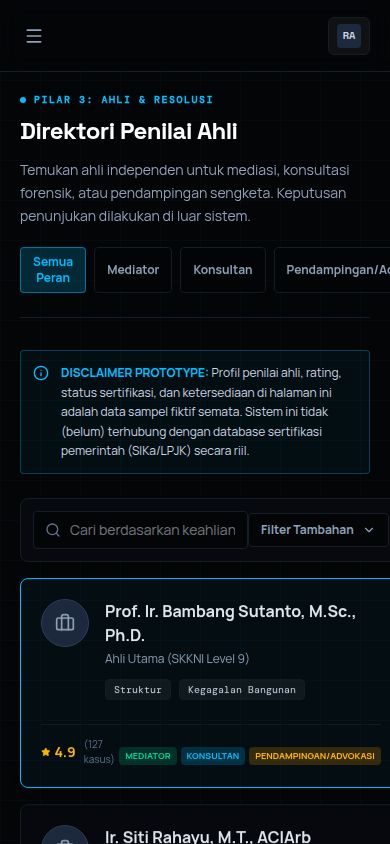 RA
PILAR 3: AHLI & RESOLUSI
Direktori Penilai Ahli
Temukan ahli independen untuk mediasi, konsultasi
forensik, atau pendampingan sengketa. Keputusan
penunjukan dilakukan di luar sistem.
Semua
Peran
Mediator
Konsultan
Pendampingan/Ad
DISCLAIMER PROTOTYPE: Profil penilai ahli, rating,
status sertifikasi, dan ketersediaan di halaman ini
adalah data sampel fiktif semata. Sistem ini tidak
(belum) terhubung dengan database sertifikasi
pemerintah (SIKa/LPJK) secara riil.
Cari berdasarkan keahlian
Filter Tambahan
Prof. Ir. Bambang Sutanto, M.Sc.,
Ph.D.
Ahli Utama (SKKNI Level 9)
Struktur
Kegagalan Bangunan
4.9
(127
kasus)
MEDIATOR
KONSULTAN
PENDAMPINGAN/ADVOKASI
Ir. Siti Rahayu, M.T., ACIArb